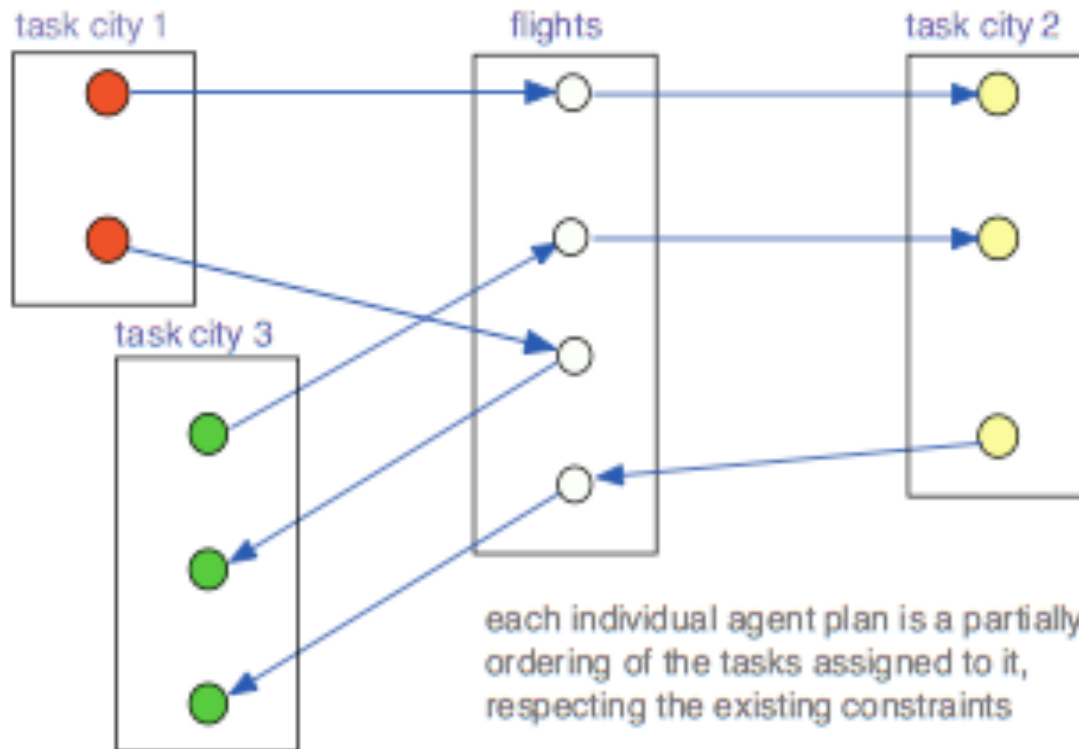 task city 1
flights
task city 2
task city 3
each individual agent plan is a partially
ordering of the tasks assigned to it,
respecting the existing constraints